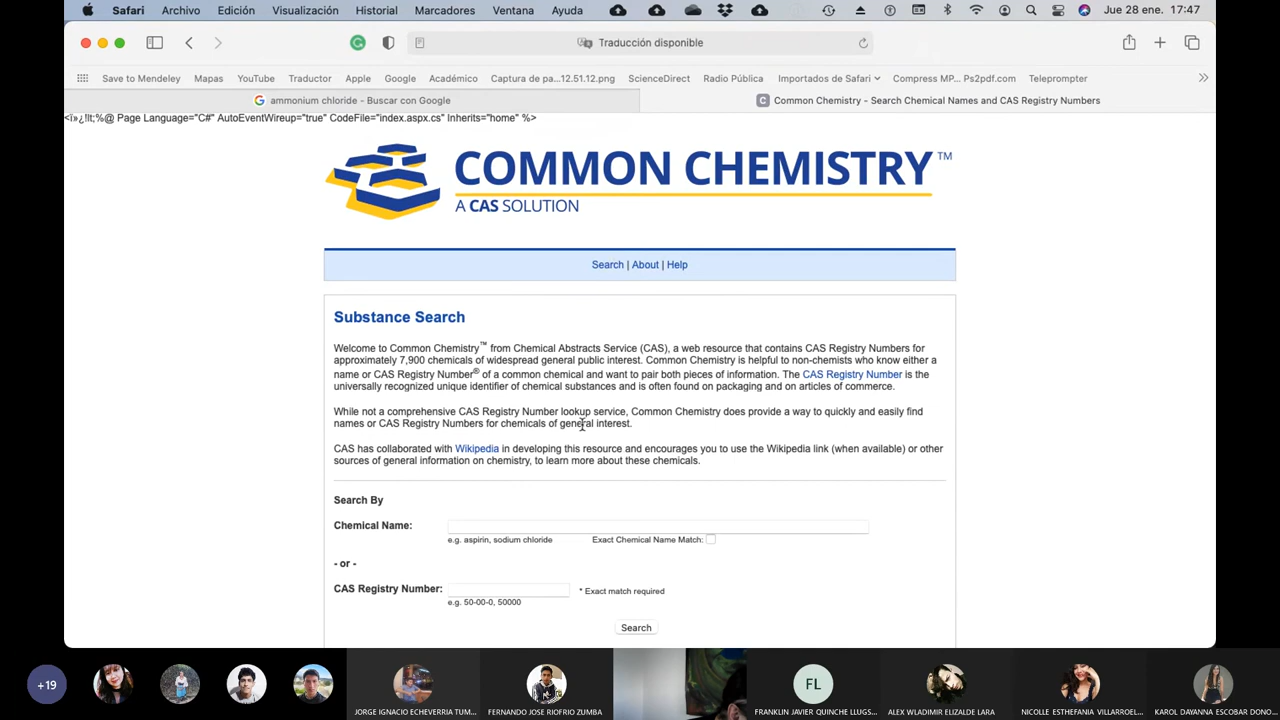 Safari Archivo Edición Visualización Historial Marcadores Ventana Ayuda Jue 28 ene. 17:47
Traducción disponible
Save to Mendeley Mapas YouTube Traductor Apple Google Académico Captura de pa...12.51.12.png ScienceDirect Radio Pública Importados de Safari Compress MP... Ps2pdf.com Teleprompter
ammonium chloride - Buscar con Google
C Common Chemistry - Search Chemical Names and CAS Registry Numbers
<ï»¿!lt;%@ Page Language="C#" AutoEventWireup="true" CodeFile="index.aspx.cs" Inherits="home" %>
COMMON CHEMISTRY™
A CAS SOLUTION
Search | About | Help
Substance Search
Welcome to Common Chemistry™ from Chemical Abstracts Service (CAS), a web resource that contains CAS Registry Numbers for
approximately 7,900 chemicals of widespread general public interest. Common Chemistry is helpful to non-chemists who know either a
name or CAS Registry Number® of a common chemical and want to pair both pieces of information. The CAS Registry Number is the
universally recognized unique identifier of chemical substances and is often found on packaging and on articles of commerce.
While not a comprehensive CAS Registry Number lookup service, Common Chemistry does provide a way to quickly and easily find
names or CAS Registry Numbers for chemicals of general interest.
CAS has collaborated with Wikipedia in developing this resource and encourages you to use the Wikipedia link (when available) or other
sources of general information on chemistry, to learn more about these chemicals.
Search By
Chemical Name:
e.g. aspirin, sodium chloride Exact Chemical Name Match:
- or -
CAS Registry Number: * Exact match required
e.g. 50-00-0, 50000
Search
+19
FL
JORGE IGNACIO ECHEVERRIA TUM... FERNANDO JOSE RIOFRIO ZUMBA FRANKLIN JAVIER QUINCHE LLUGS... ALEX WLADIMIR ELIZALDE LARA NICOLLE ESTHEFANIA VILLARROEL... KAROL DAYANNA ESCOBAR DONO...